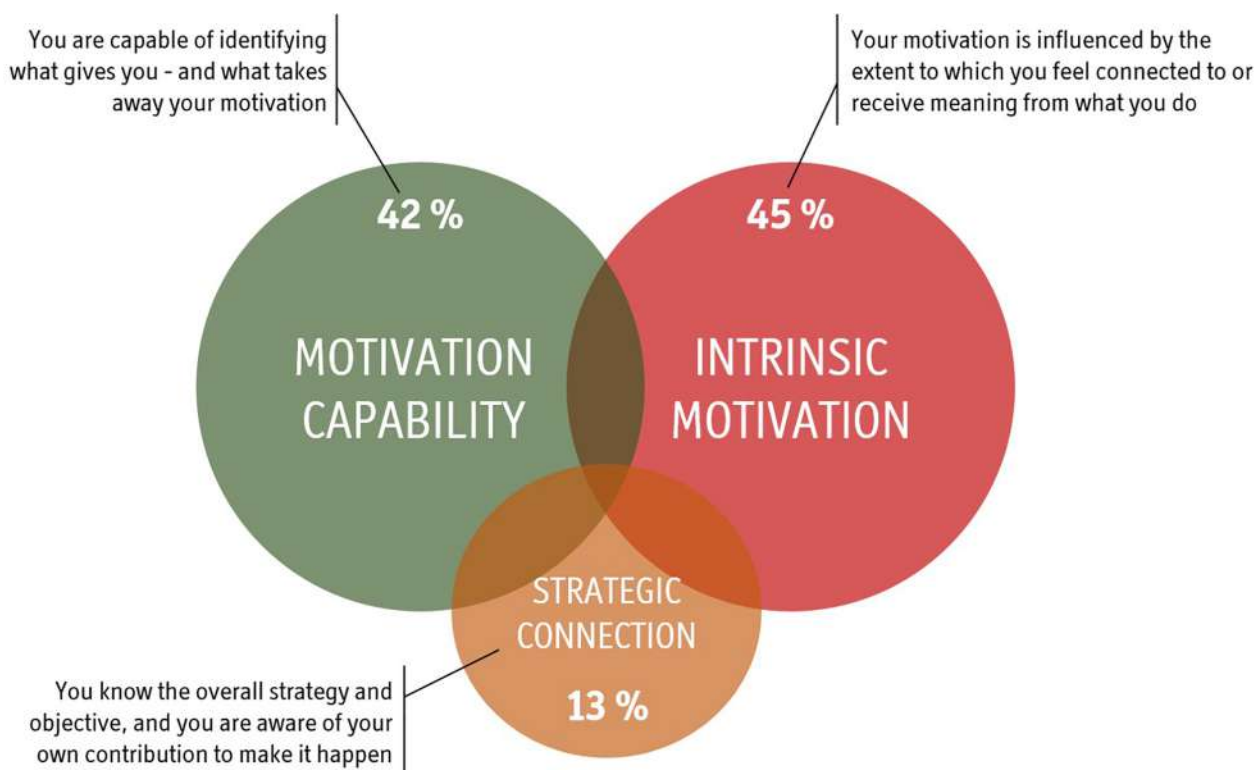 You are capable of identifying
what gives you - and what takes
away your motivation
Your motivation is influenced by the
extent to which you feel connected to or
receive meaning from what you do
42 %
45 %
MOTIVATION
CAPABILITY
INTRINSIC
MOTIVATION
STRATEGIC
CONNECTION
13 %
You know the overall strategy and
objective, and you are aware of your
own contribution to make it happen